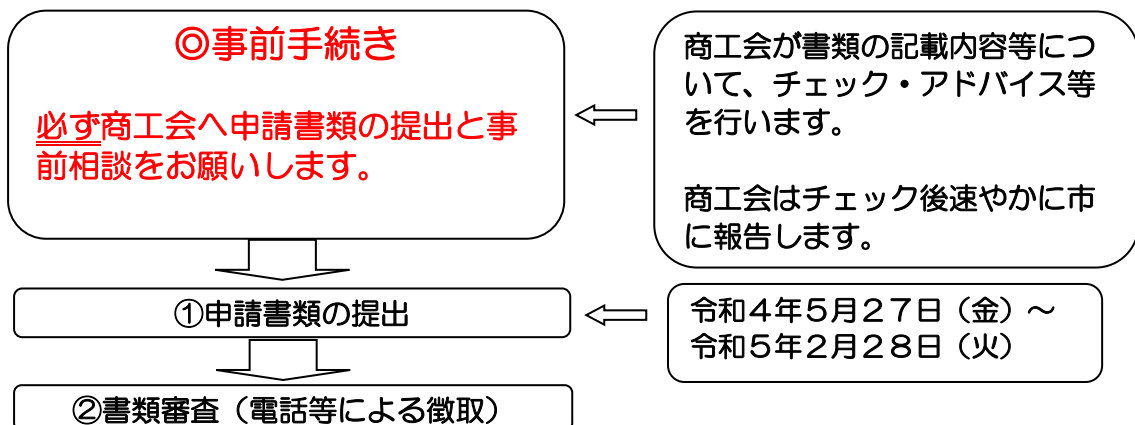 ◎事前手続き
必ず商工会へ申請書類の提出と事
前相談をお願いします。
商工会が書類の記載内容等につ
いて、チェック・アドバイス等
を行います。
商工会はチェック後速やかに市
に報告します。
①申請書類の提出
令和４年５月２７日（金）～
令和５年２月２８日（火）
②書類審査（電話等による徴取）